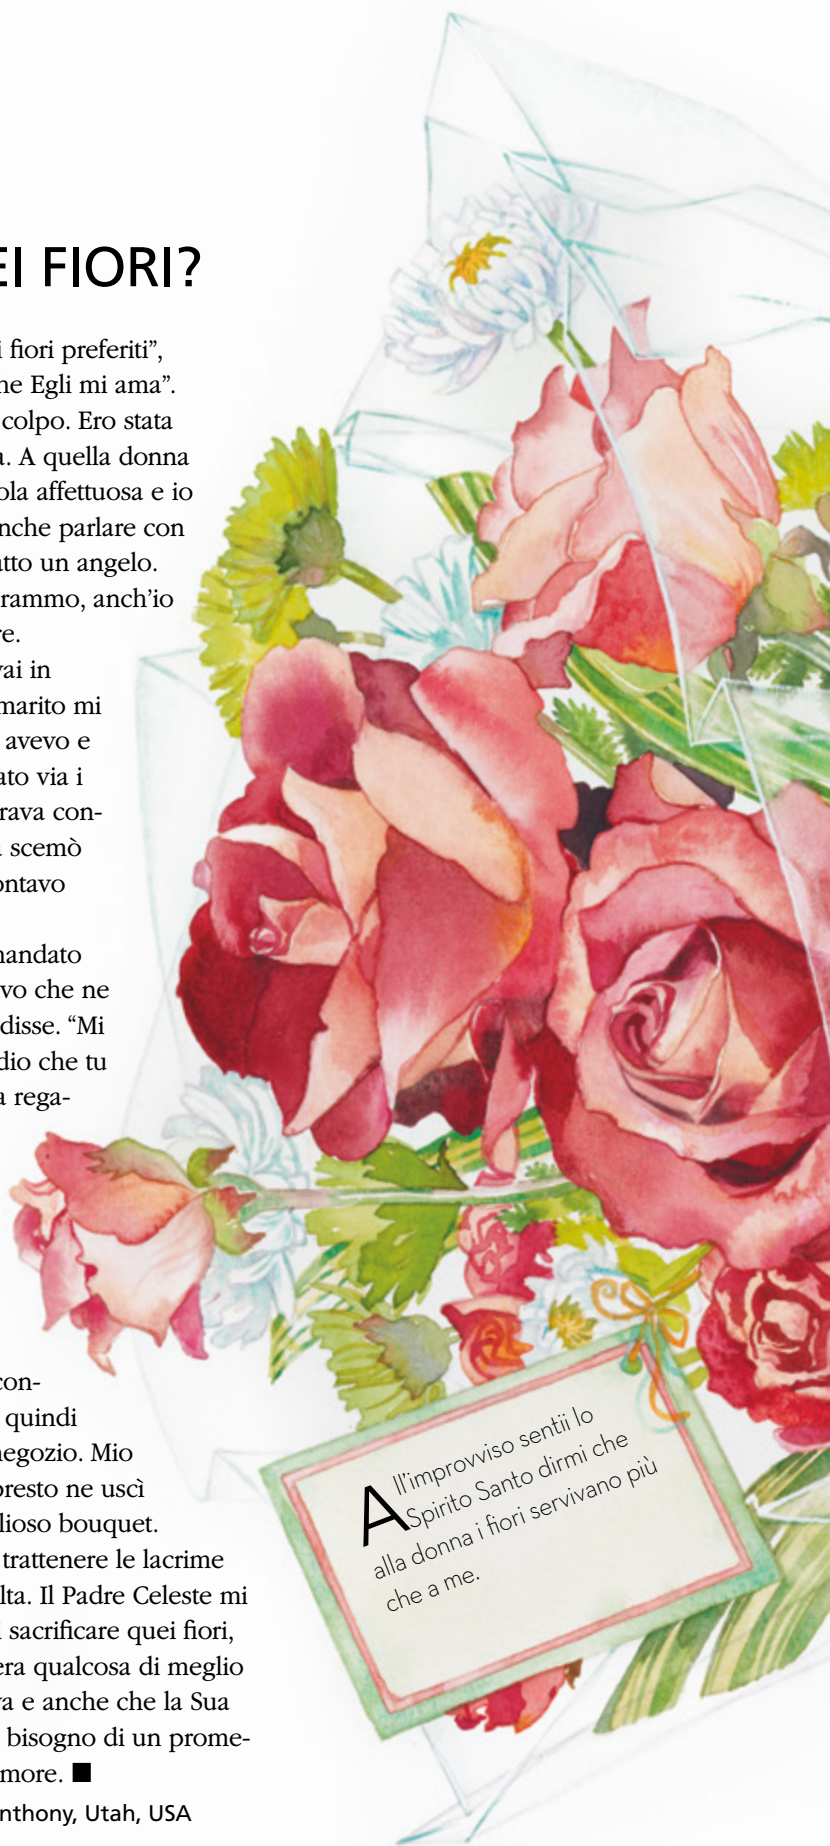 EI FIORI?
i fiori preferiti”,
ne Egli mi ama”.
colpo. Ero stata
a. A quella donna
ola affettuosa e io
nche parlare con
atto un angelo.
rammo, anch’io
re.
vai in
marito mi
avevo e
ato via i
rava con-
a scemò
ontavo
mandato
vo che ne
disse. “Mi
dio che tu
a rega-
con-
quindi
negozio. Mio
presto ne uscì
lioso bouquet.
trattenere le lacrime
lta. Il Padre Celeste mi
i sacrificare quei fiori,
era qualcosa di meglio
va e anche che la Sua
bisogno di un prome-
more. ■
nthony, Utah, USA
All’improvviso sentii lo
Spirito Santo dirmi che
alla donna i fiori servivano più
che a me.